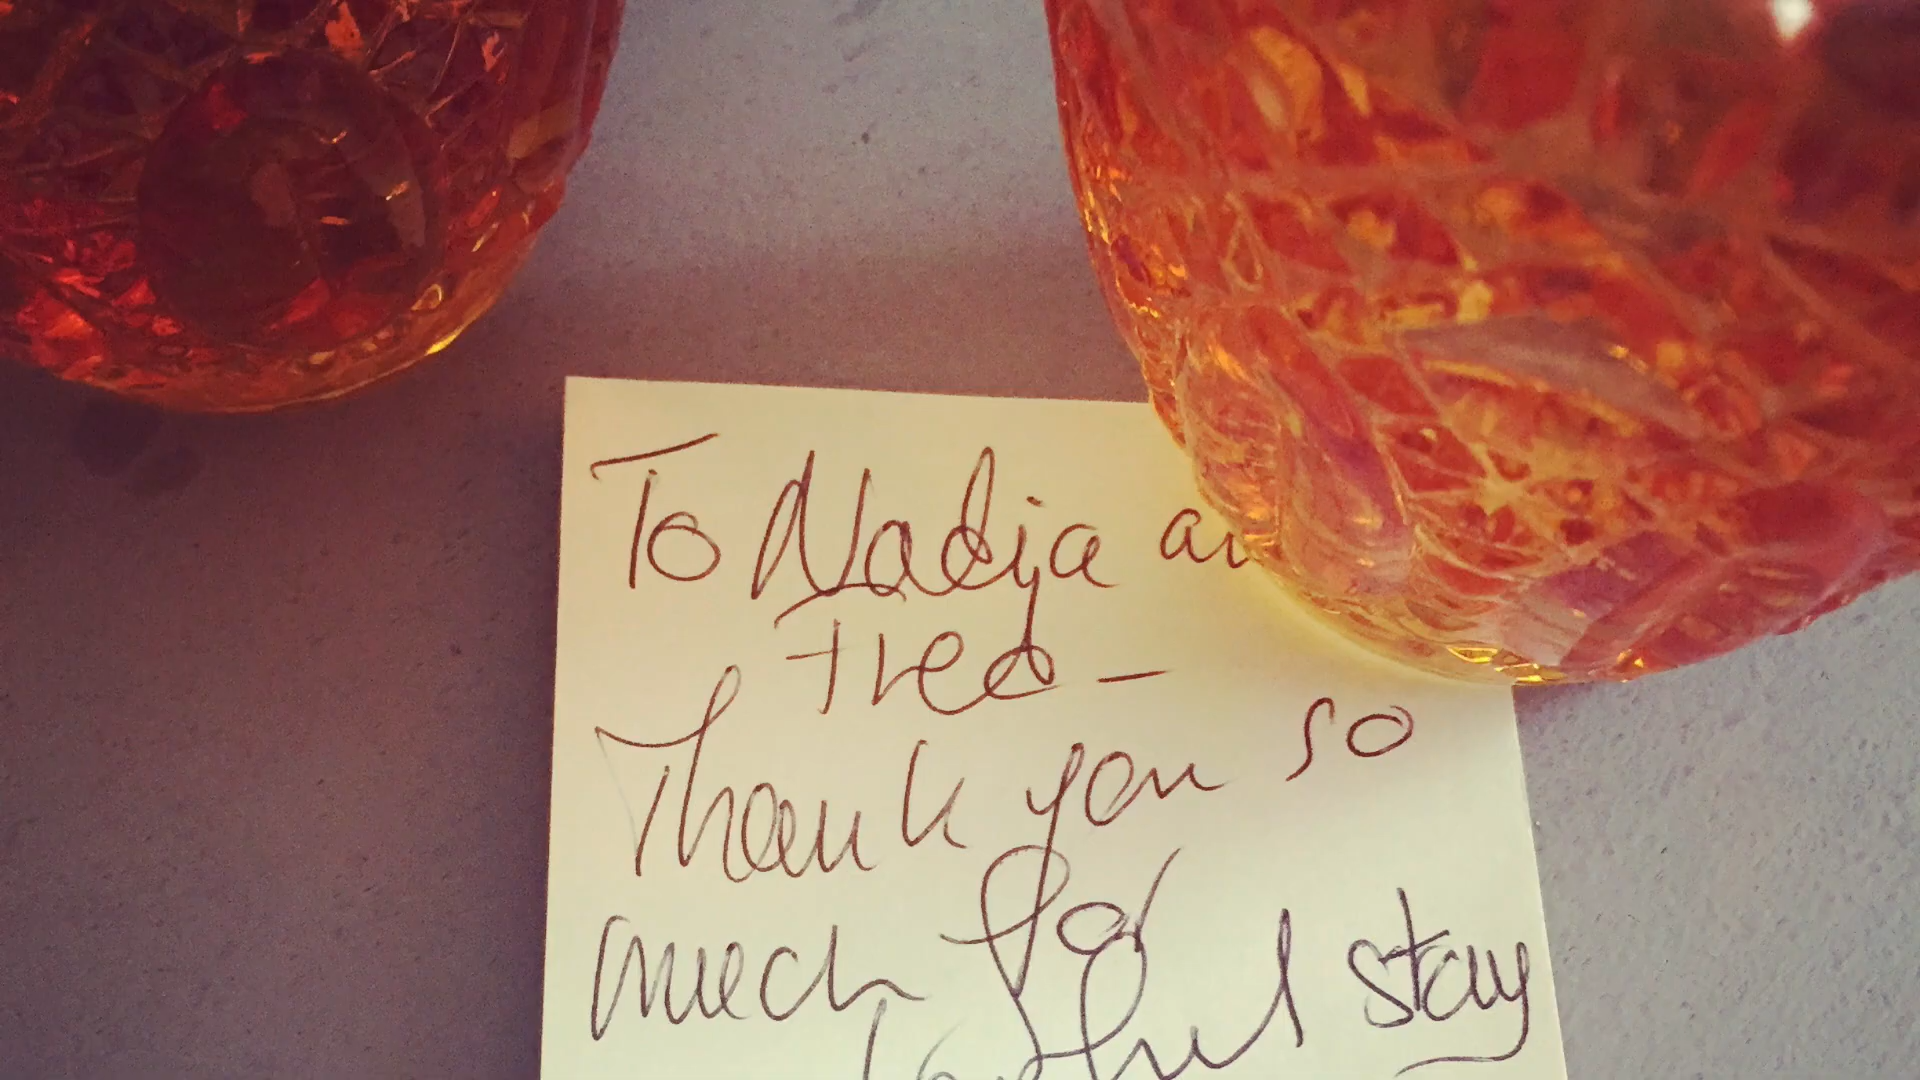 To Nadja
Fred –
Thank you so
much for
stay